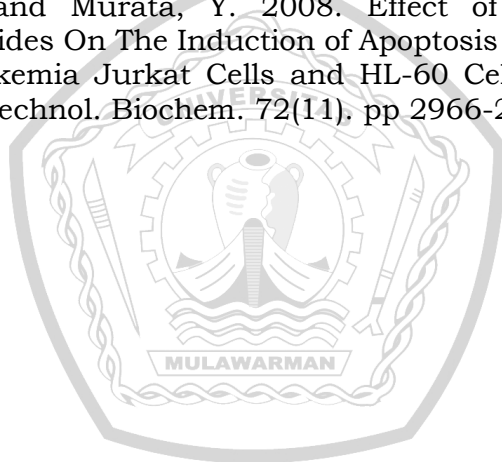 and Murata, Y. 2008. Effect of
ides On The Induction of Apoptosis
kemia Jurkat Cells and HL-60 Cel
echnol. Biochem. 72(11). pp 2966-2
UNIVERSI
MULAWARMAN